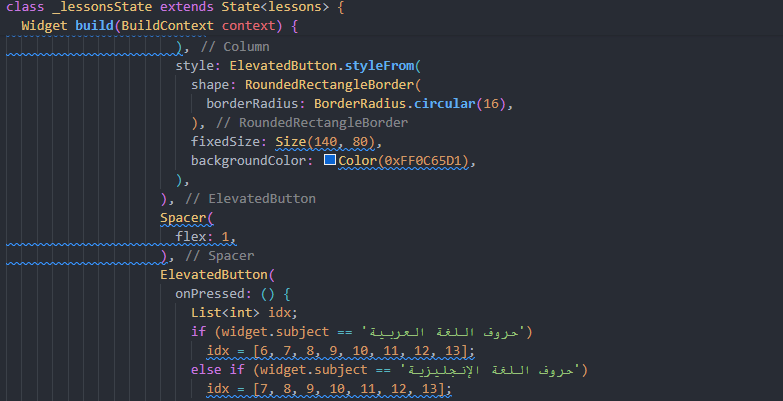 class _lessonsState extends State<lessons> {
  Widget build(BuildContext context) {
                      ), // Column
                      style: ElevatedButton.styleFrom(
                        shape: RoundedRectangleBorder(
                          borderRadius: BorderRadius.circular(16),
                        ), // RoundedRectangleBorder
                        fixedSize: Size(140, 80),
                        backgroundColor: Color(0xFF0C65D1),
                      ),
                    ), // ElevatedButton
                    Spacer(
                      flex: 1,
                    ), // Spacer
                    ElevatedButton(
                      onPressed: () {
                        List<int> idx;
                        if (widget.subject == 'حروف اللغة العربية')
                          idx = [6, 7, 8, 9, 10, 11, 12, 13];
                        else if (widget.subject == 'حروف اللغة الإنجليزية')
                          idx = [7, 8, 9, 10, 11, 12, 13];